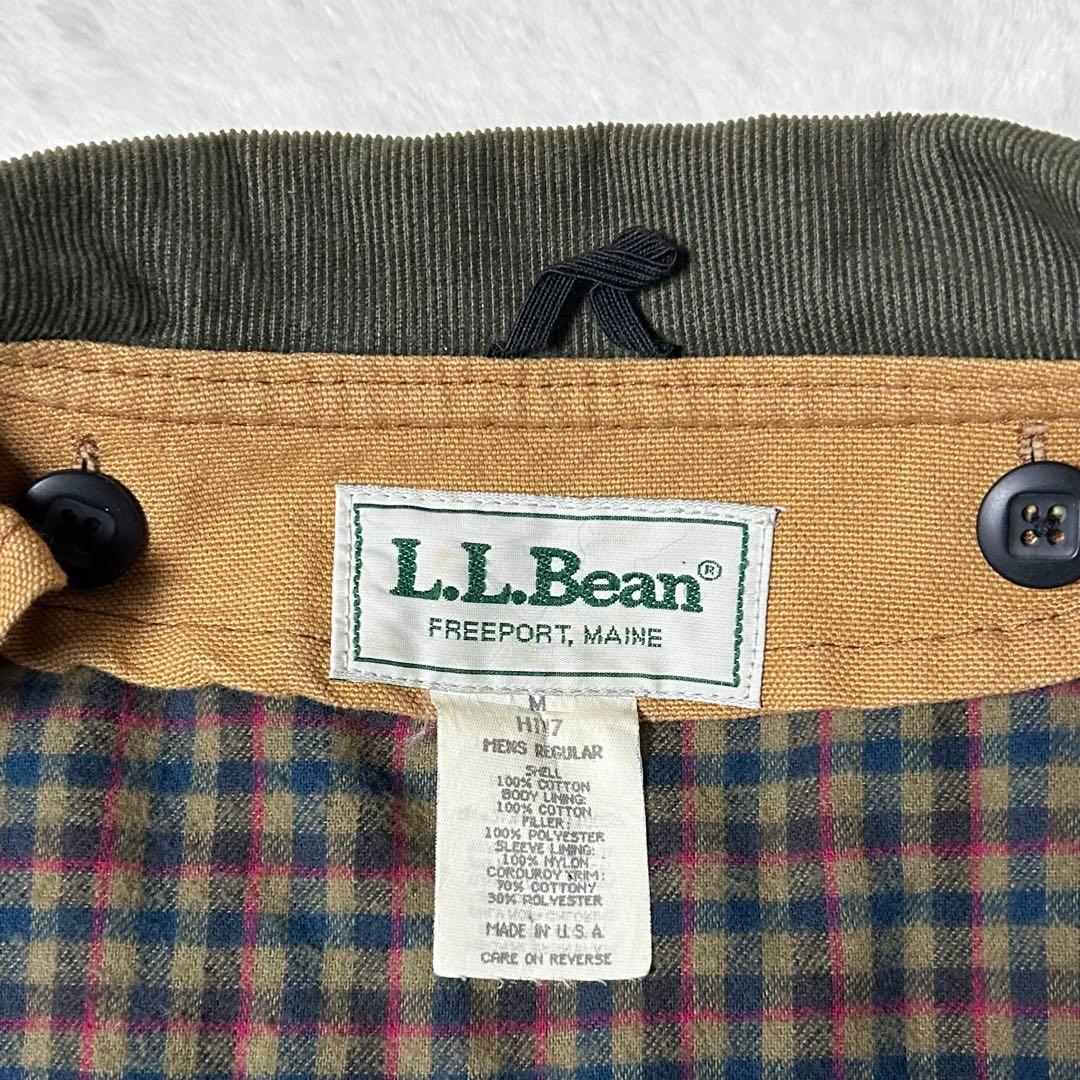 L.L.Bean®
FREEPORT, MAINE
M
MENS REGULAR
SHELL
100% COTTON
BODY LINING:
100% COTTON
FILLER:
100% POLYESTER
SLEEVE LINING:
100% NYLON
CORDUROY TRIM:
70% COTTON/
30% POLYESTER
MADE IN U.S.A.
CARE ON REVERSE